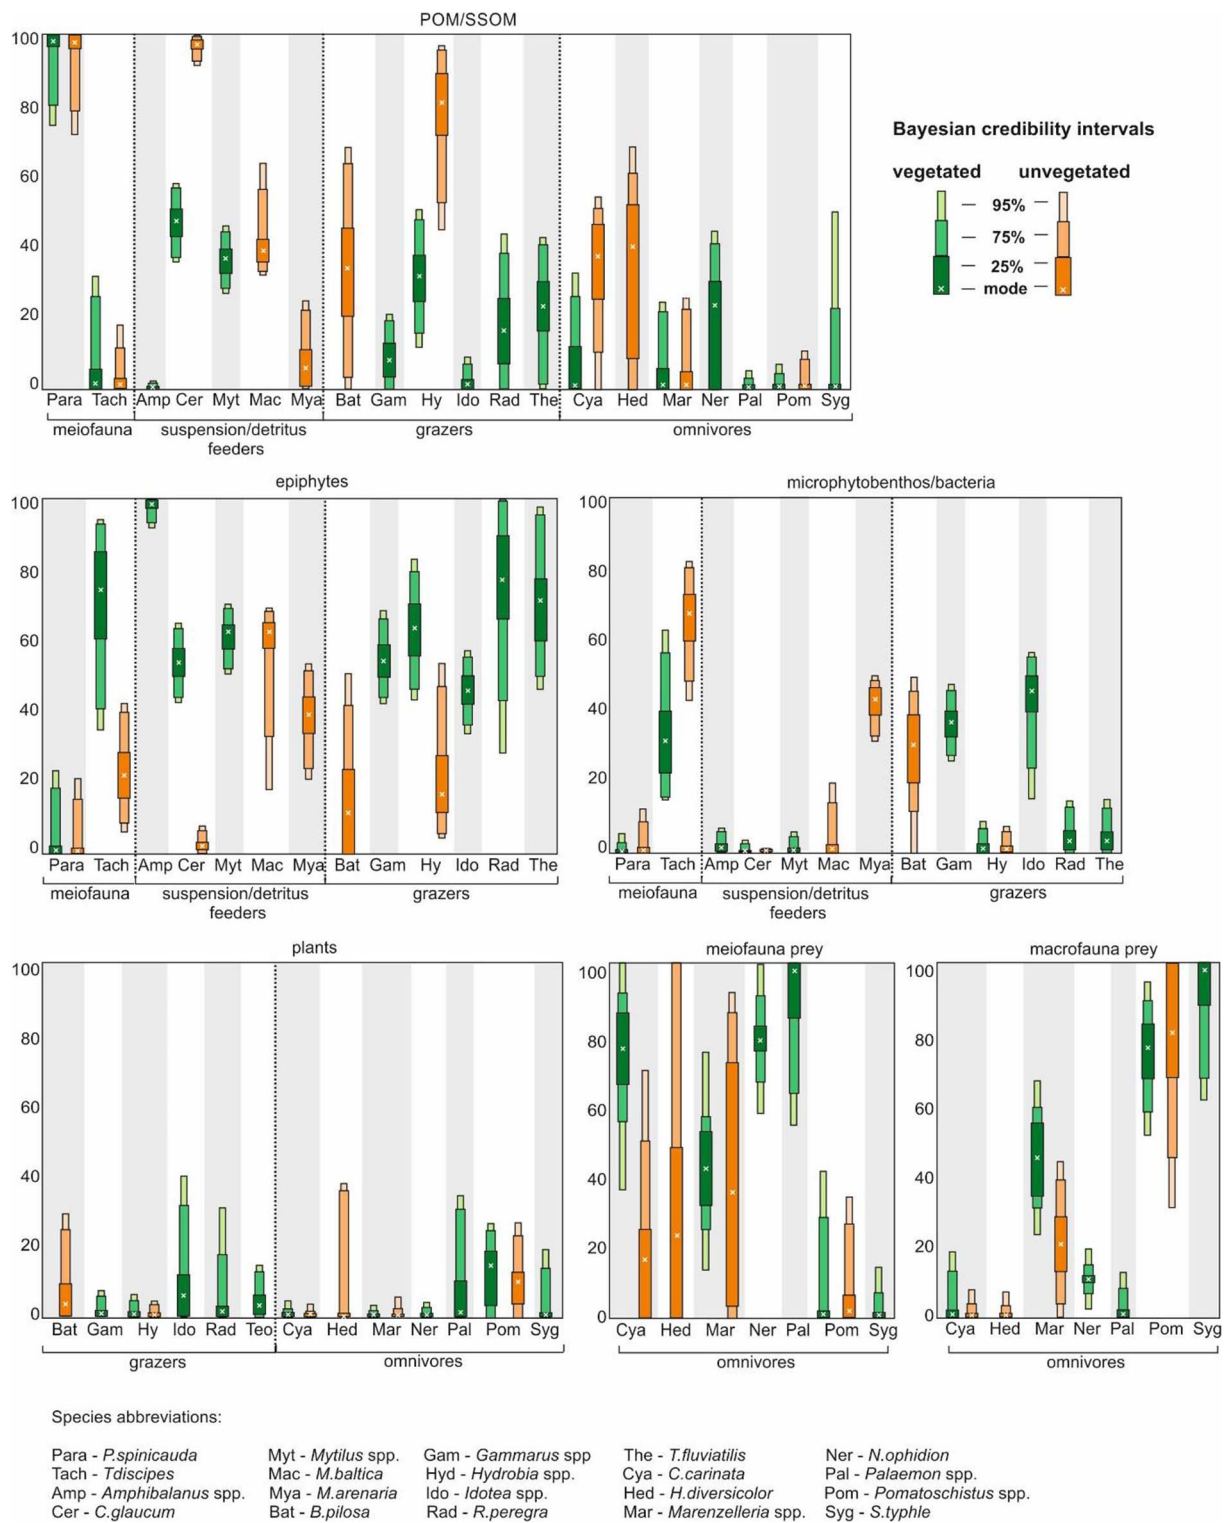 POM/SSOM
100
80
60
40
20
0
Para Tach Amp Cer Myt Mac Mya Bat Gam Hy Ido Rad The Cya Hed Mar Ner Pal Pom Syg
meiofauna suspension/detritus feeders grazers omnivores
Bayesian credibility intervals
vegetated unvegetated
95%
75%
25%
mode
epiphytes
100
80
60
40
20
0
Para Tach Amp Cer Myt Mac Mya Bat Gam Hy Ido Rad The
meiofauna suspension/detritus feeders grazers
microphytobenthos/bacteria
100
80
60
40
20
0
Para Tach Amp Cer Myt Mac Mya Bat Gam Hy Ido Rad The
meiofauna suspension/detritus feeders grazers
plants
100
80
60
40
20
0
Bat Gam Hy Ido Rad Teo Cya Hed Mar Ner Pal Pom Syg
grazers omnivores
meiofauna prey
100
80
60
40
20
0
Cya Hed Mar Ner Pal Pom Syg
omnivores
macrofauna prey
100
80
60
40
20
0
Cya Hed Mar Ner Pal Pom Syg
omnivores
Species abbreviations:
Para - P.spinicauda Myt - Mytilus spp. Gam - Gammarus spp The - T.fluviatilis Ner - N.ophidion
Tach - Tdiscipes Mac - M.baltica Hyd - Hydrobia spp. Cya - C.carinata Pal - Palaemon spp.
Amp - Amphibalanus spp. Mya - M.arenaria Ido - Idotea spp. Hed - H.diversicolor Pom - Pomatoschistus spp.
Cer - C.glaucum Bat - B.pilosa Rad - R.peregra Mar - Marenzelleria spp. Syg - S.typhle